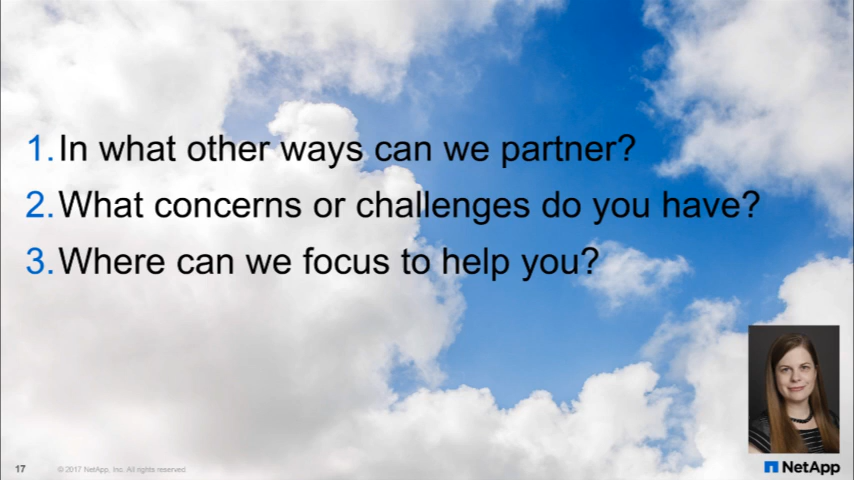 1. In what other ways can we partner?
2. What concerns or challenges do you have?
3. Where can we focus to help you?
17 © 2017 NetApp, Inc. All rights reserved.
NetApp